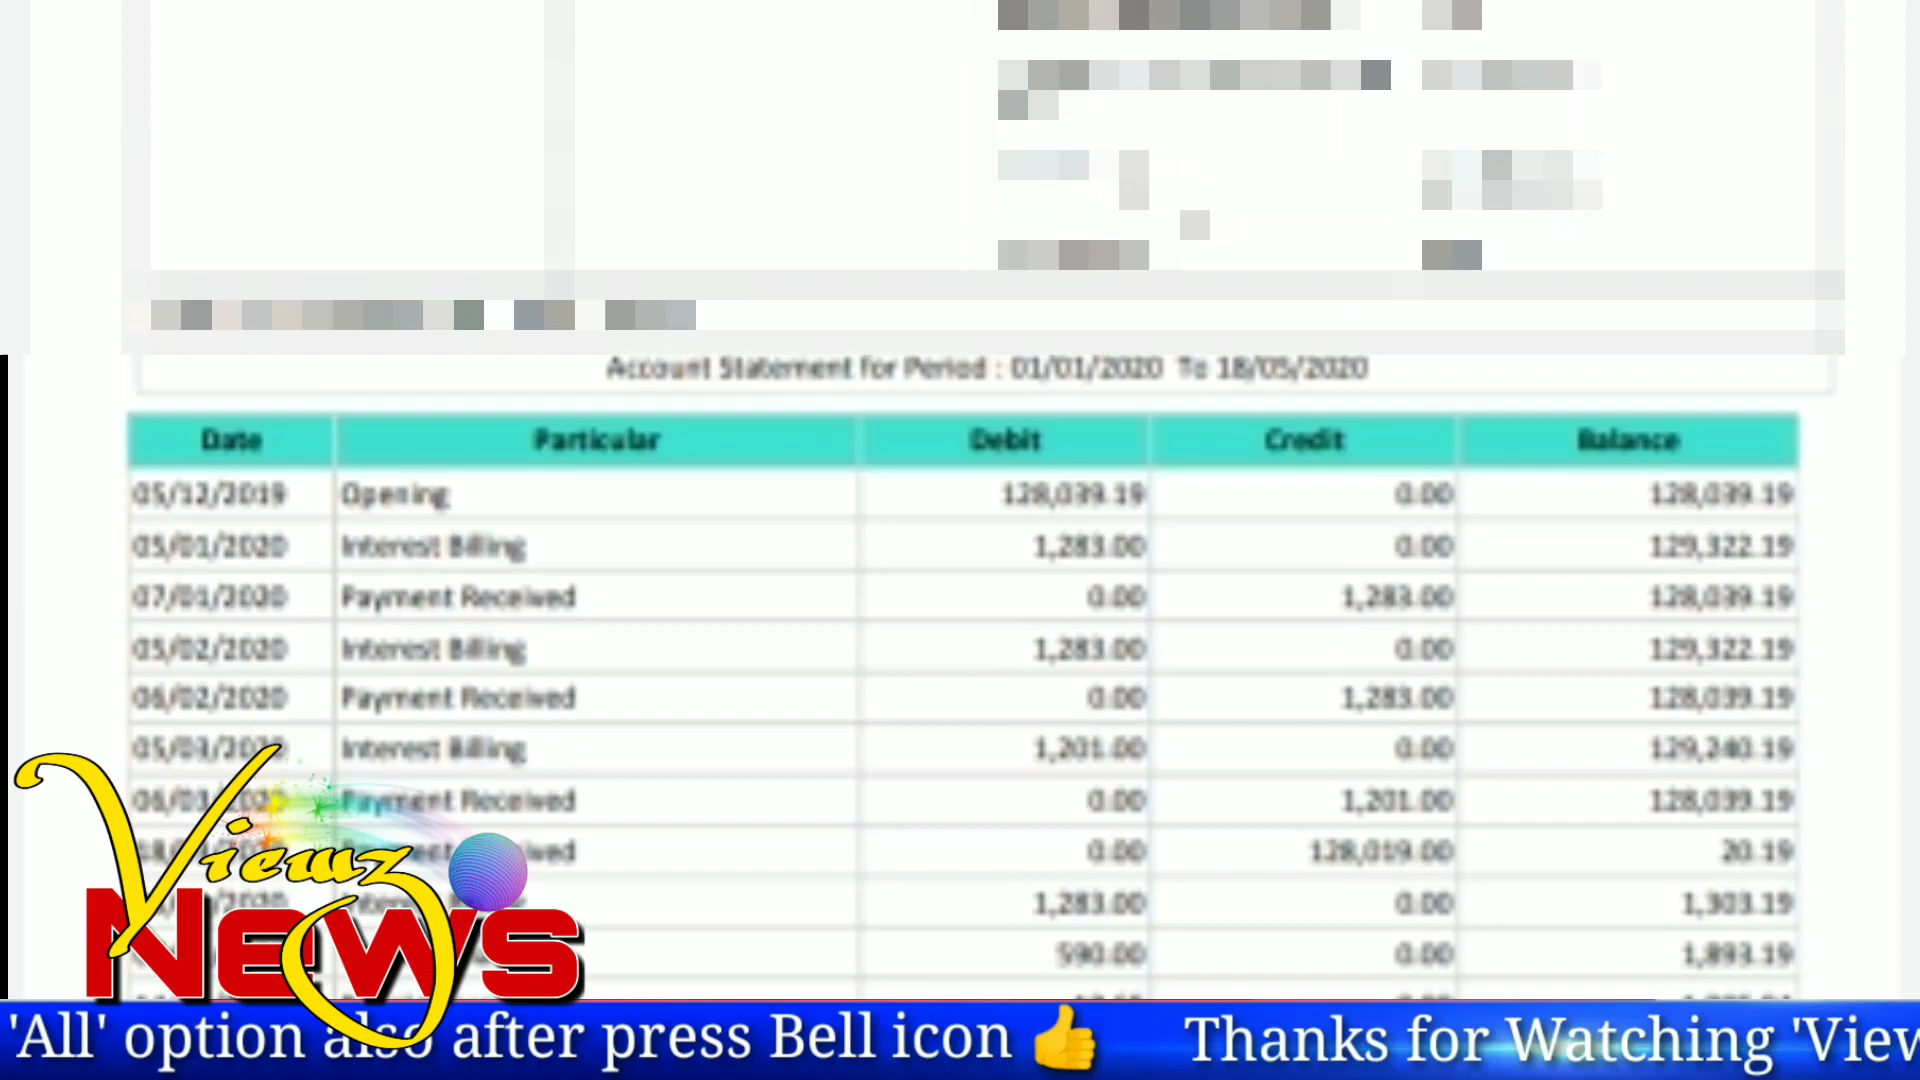 Account Statement for Period : 01/01/2020 To 18/05/2020
Date Particular Debit Credit Balance
05/12/2019 Opening 128,039.19 0.00 128,039.19
05/01/2020 Interest Billing 1,283.00 0.00 129,322.19
07/01/2020 Payment Received 0.00 1,283.00 128,039.19
05/02/2020 Interest Billing 1,283.00 0.00 129,322.19
06/02/2020 Payment Received 0.00 1,283.00 128,039.19
05/03/2020 Interest Billing 1,201.00 0.00 129,240.19
06/03/2020 Payment Received 0.00 1,201.00 128,039.19
0.00 128,019.00 20.19
1,283.00 0.00 1,303.19
590.00 0.00 1,893.19
Viewz
News
'All' option also after press Bell icon 👍 Thanks for Watching 'View